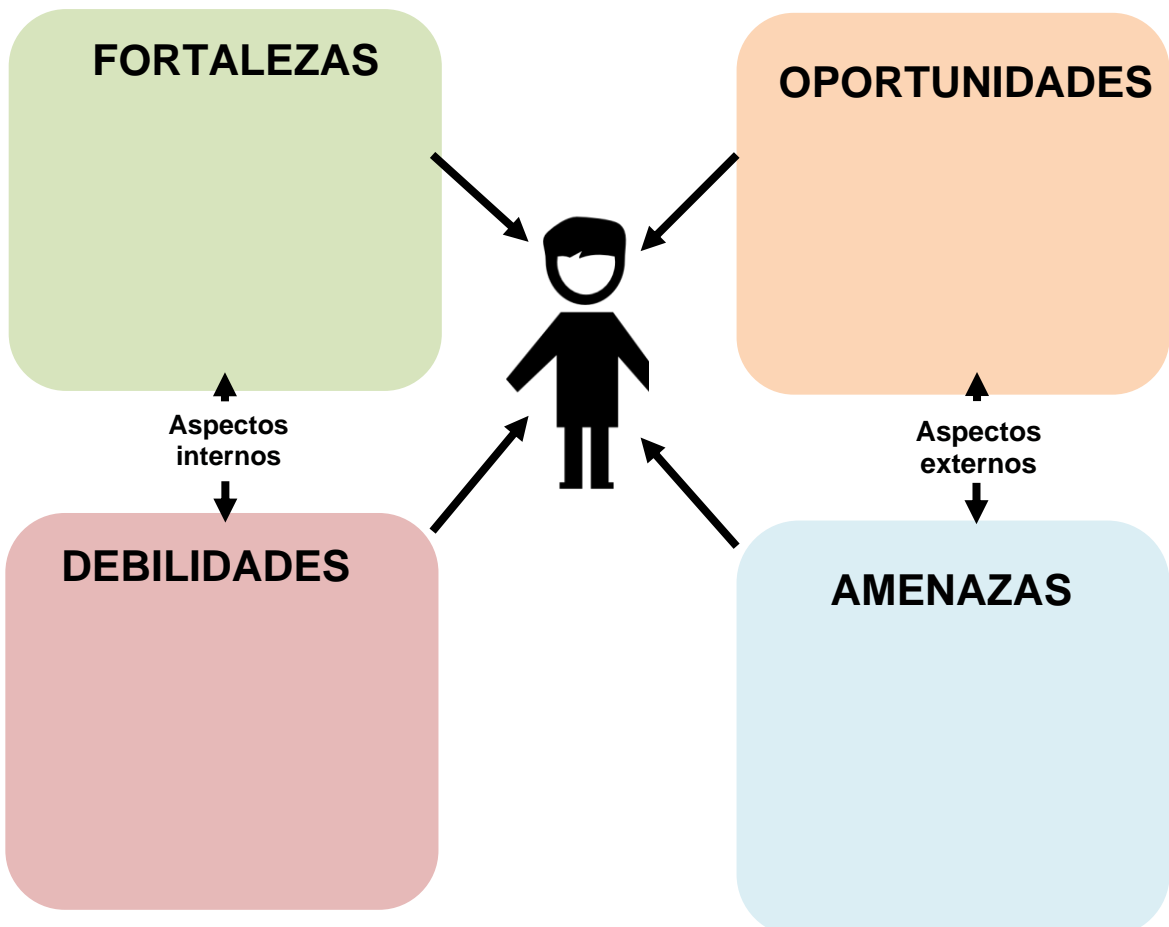 FORTALEZAS
OPORTUNIDADES
Aspectos
internos
Aspectos
externos
DEBILIDADES
AMENAZAS